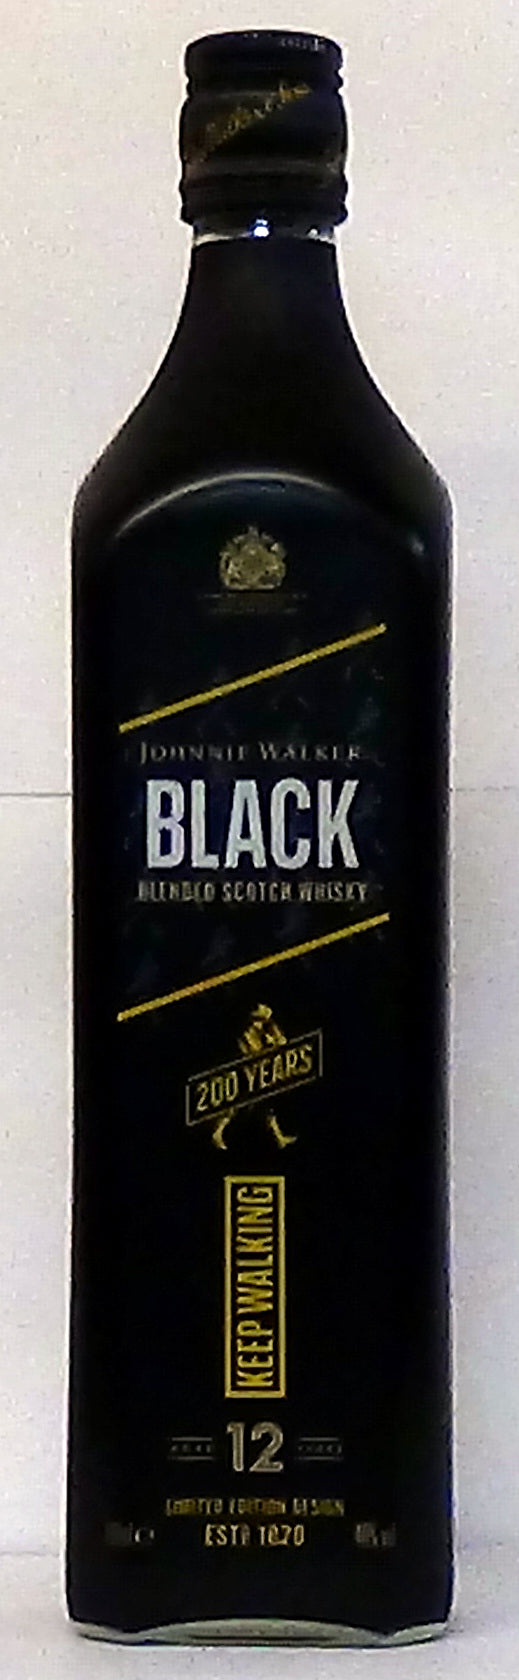 JOHNNIE WALKER
BLACK
BLENDED SCOTCH WHISKY
200 YEARS
KEEP WALKING
12
LIMITED EDITION DESIGN
ESTD 1820